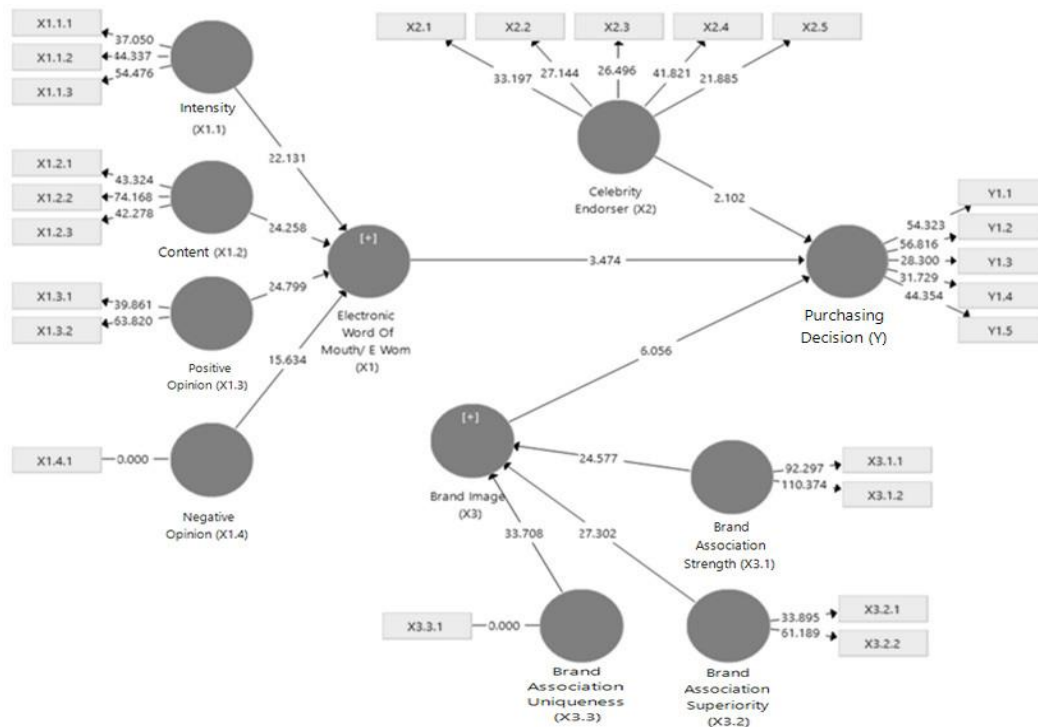 X1.1.1
37.050
X1.1.2
44.337
54.476
X1.1.3
Intensity
(X1.1)
22.131
X2.1
X2.2
X2.3
X2.4
X2.5
33.197
27.144
26.496
41.821
21.885
Celebrity
Endorser (X2)
2.102
X1.2.1
43.324
X1.2.2
74.168
42.278
X1.2.3
Content (X1.2)
24.258
X1.3.1
39.861
X1.3.2
63.820
Positive
Opinion (X1.3)
24.799
[+]
Electronic
Word Of
Mouth/ E Wom
(X1)
3.474
15.634
X1.4.1
0.000
Negative
Opinion (X1.4)
Y1.1
54.323
Y1.2
56.816
28.300
Y1.3
31.729
Y1.4
44.354
Y1.5
Purchasing
Decision (Y)
6.056
[+]
Brand Image
(X3)
24.577
92.297
X3.1.1
110.374
X3.1.2
Brand
Association
Strength (X3.1)
33.708
27.302
X3.3.1
0.000
Brand
Association
Uniqueness
(X3.3)
33.895
X3.2.1
61.189
X3.2.2
Brand
Association
Superiority
(X3.2)